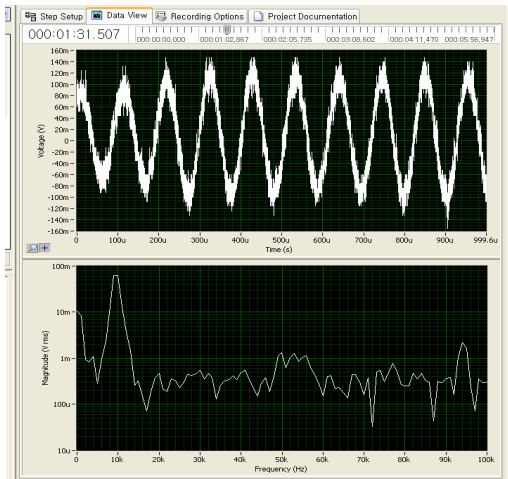 Step Setup Data View Recording Options Project Documentation
000:01:31.507 000:00:00,000 000:01:02,867 000:02:05,735 000:03:08,602 000:04:11,470 000:05:56,947
160m
140m
120m
100m
80m
60m
40m
20m
0
-20m
-40m
-60m
-80m
-100m
-120m
-140m
-160m
Voltage (V)
0 100u 200u 300u 400u 500u 600u 700u 800u 900u 999.6u
Time (s)
100m
10m
1m
100u
10u
Magnitude (V rms)
0 10k 20k 30k 40k 50k 60k 70k 80k 90k 100k
Frequency (Hz)